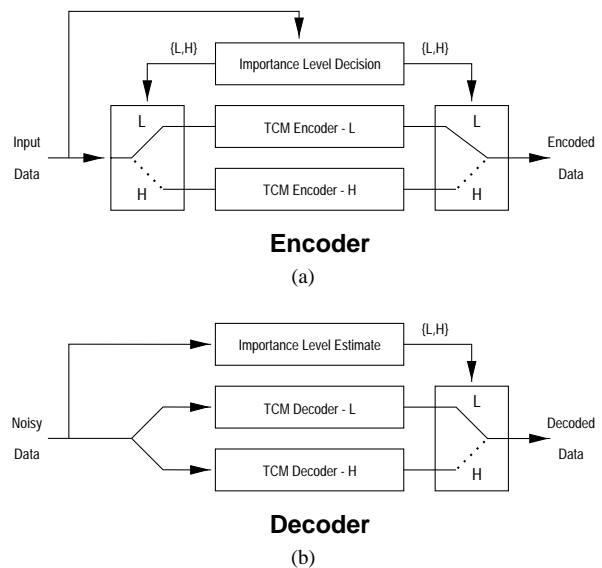 {L,H}
Importance Level Decision
{L,H}
L
TCM Encoder - L
L
Input
Data
Encoded
Data
H
TCM Encoder - H
H
Encoder
(a)
Importance Level Estimate
{L,H}
TCM Decoder - L
L
Noisy
Data
Decoded
Data
TCM Decoder - H
H
Decoder
(b)